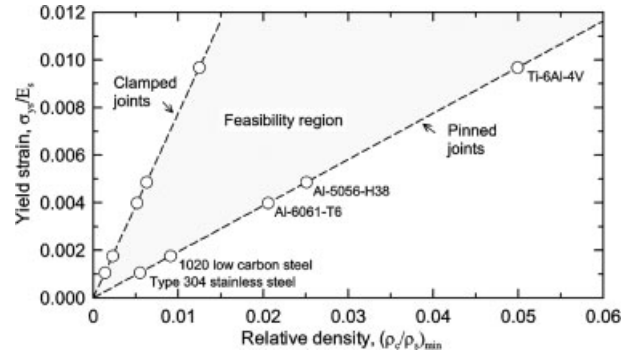 0.012
0.010
0.008
0.006
0.004
0.002
0.000
Yield strain, σys/Es
Clamped
joints
Feasibility region
Ti-6Al-4V
Pinned
joints
Al-5056-H38
Al-6061-T6
1020 low carbon steel
Type 304 stainless steel
0 0.01 0.02 0.03 0.04 0.05 0.06
Relative density, (ρc/ρs)min